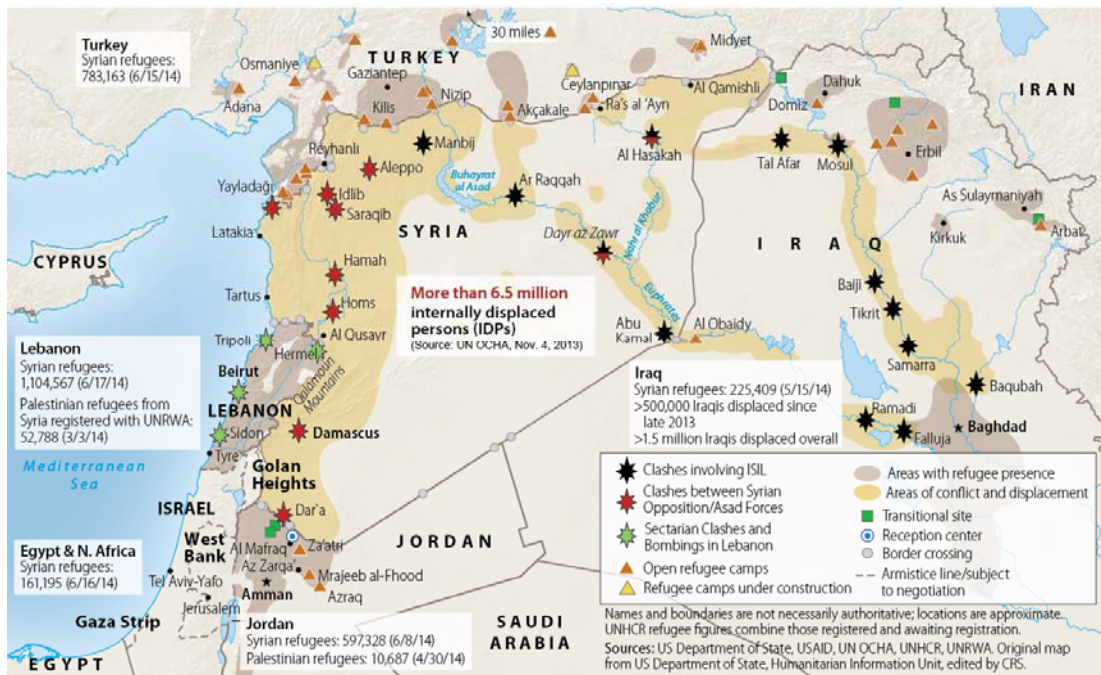 Turkey
Syrian refugees:
783,163 (6/15/14)
30 miles
TURKEY
Osmaniye
Adana
Gaziantep
Kilis
Nizip
Akçakale
Ceylanpınar
Ra's al 'Ayn
Midyet
Al Qamishli
Domiz
Dahuk
IRAN
Erbil
Reyhanlı
Yayladağı
Aleppo
Manbij
Buhayrat
al Asad
Ar Raqqah
Al Hasakah
Tal Afar
Mosul
Idlib
Saraqib
SYRIA
Dayr az Zawr
Nahr al Khabur
Euphrates
IRAQ
As Sulaymaniyah
Kirkuk
Arbat
Latakia
CYPRUS
Tartus
Hamah
Homs
Al Qusayr
More than 6.5 million
internally displaced
persons (IDPs)
(Source: UN OCHA, Nov. 4, 2013)
Abu
Kamal
Al Obaidy
Baiji
Tikrit
Samarra
Baqubah
Ramadi
Falluja
Baghdad
Lebanon
Syrian refugees:
1,104,567 (6/17/14)
Palestinian refugees from
Syria registered with UNRWA:
52,788 (3/3/14)
Tripoli
Hermel
Beirut
Qalamoun
Mountains
LEBANON
Sidon
Damascus
Tyre
Mediterranean
Sea
Golan
Heights
ISRAEL
Dar'a
West
Bank
Al Mafraq
Za'atri
Az Zarqa'
Mrajeeb al-Fhood
Azraq
Amman
Tel Aviv-Yafo
Jerusalem
Gaza Strip
JORDAN
Egypt & N. Africa
Syrian refugees:
161,195 (6/16/14)
EGYPT
Jordan
Syrian refugees: 597,328 (6/8/14)
Palestinian refugees: 10,687 (4/30/14)
SAUDI
ARABIA
Iraq
Syrian refugees: 225,409 (5/15/14)
>500,000 Iraqis displaced since
late 2013
>1.5 million Iraqis displaced overall
Clashes involving ISIL
Clashes between Syrian
Opposition/Asad Forces
Sectarian Clashes and
Bombings in Lebanon
Open refugee camps
Refugee camps under construction
Areas with refugee presence
Areas of conflict and displacement
Transitional site
Reception center
Border crossing
Armistice line/subject
to negotiation
Names and boundaries are not necessarily authoritative; locations are approximate.
UNHCR refugee figures combine those registered and awaiting registration.
Sources: US Department of State, USAID, UN OCHA, UNHCR, UNRWA. Original map
from US Department of State, Humanitarian Information Unit, edited by CRS.